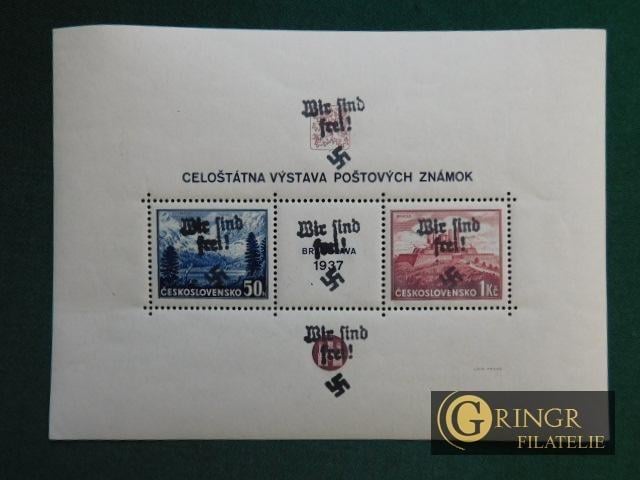 Wir sind
frei!
CELOŠTÁTNA VÝSTAVA POŠTOVÝCH ZNÁMOK
Wir sind
frei!
ČESKOSLOVENSKO 50h
Wir sind
frei!
BRATISLAVA
1937
Wir sind
frei!
ČESKOSLOVENSKO 1Kč
Wir sind
frei!
GRINGR
FILATELIE